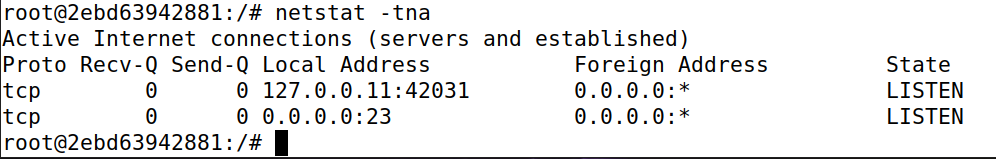 root@2ebd63942881:/# netstat -tna
Active Internet connections (servers and established)
Proto Recv-Q Send-Q Local Address           Foreign Address         State
tcp        0      0 127.0.0.11:42031        0.0.0.0:*               LISTEN
tcp        0      0 0.0.0.0:23              0.0.0.0:*               LISTEN
root@2ebd63942881:/#